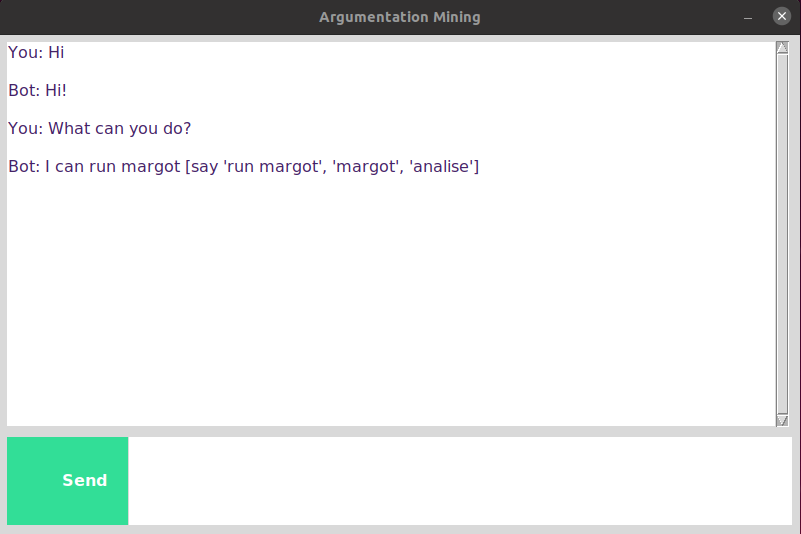 Argumentation Mining
You: Hi
Bot: Hi!
You: What can you do?
Bot: I can run margot [say 'run margot', 'margot', 'analise']
Send